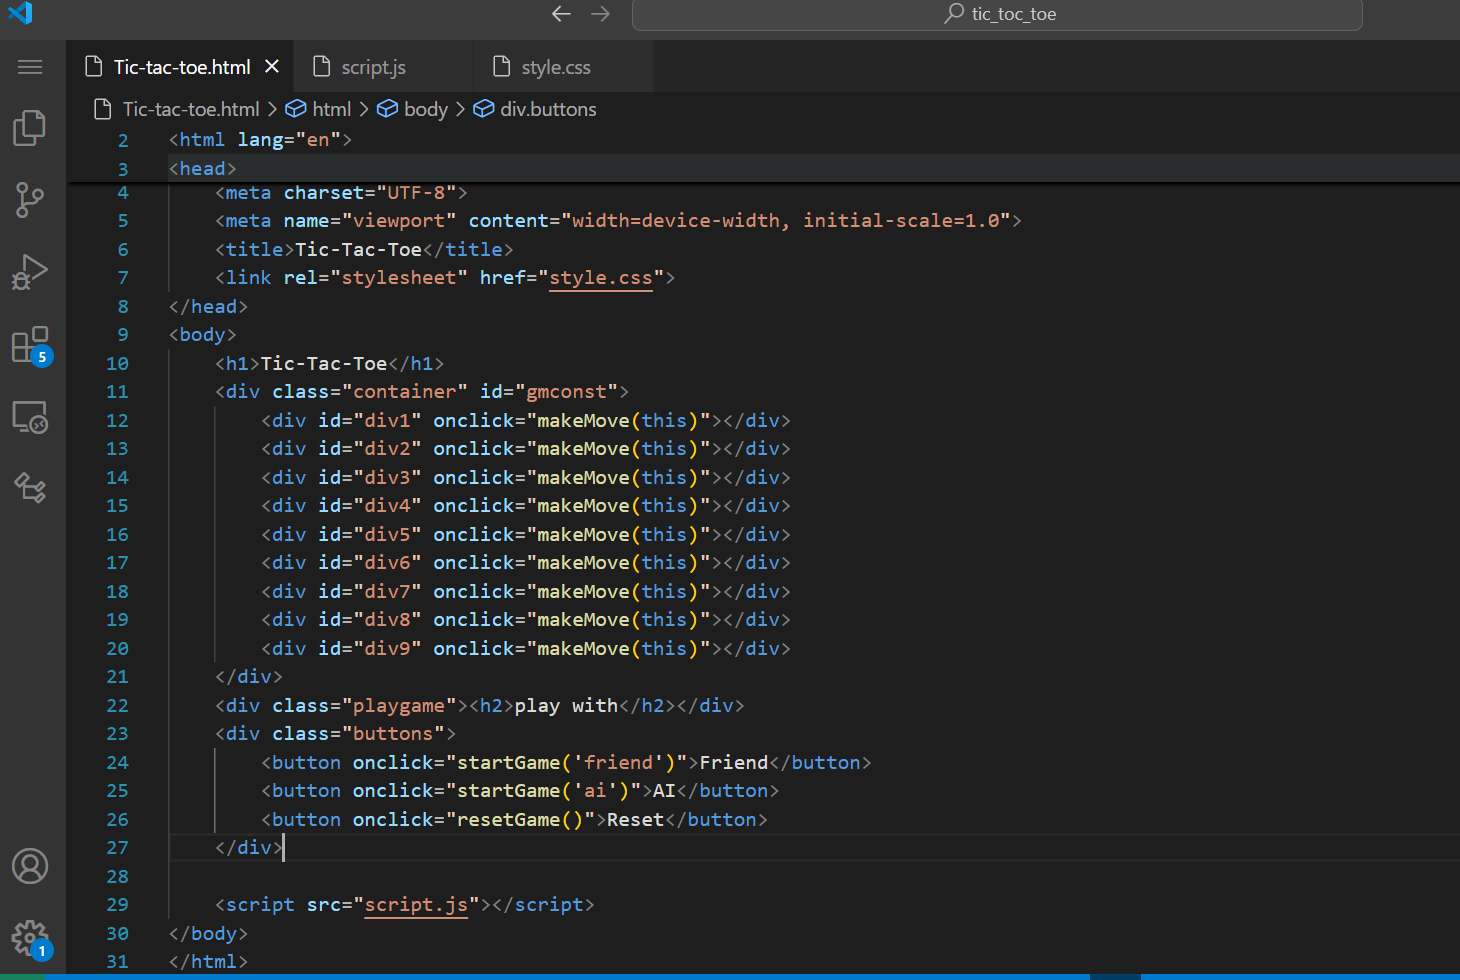 tic_toc_toe
Tic-tac-toe.html script.js style.css
Tic-tac-toe.html > html > body > div.buttons
2 <html lang="en">
3 <head>
4 <meta charset="UTF-8">
5 <meta name="viewport" content="width=device-width, initial-scale=1.0">
6 <title>Tic-Tac-Toe</title>
7 <link rel="stylesheet" href="style.css">
8 </head>
9 <body>
10 <h1>Tic-Tac-Toe</h1>
11 <div class="container" id="gmconst">
12 <div id="div1" onclick="makeMove(this)"></div>
13 <div id="div2" onclick="makeMove(this)"></div>
14 <div id="div3" onclick="makeMove(this)"></div>
15 <div id="div4" onclick="makeMove(this)"></div>
16 <div id="div5" onclick="makeMove(this)"></div>
17 <div id="div6" onclick="makeMove(this)"></div>
18 <div id="div7" onclick="makeMove(this)"></div>
19 <div id="div8" onclick="makeMove(this)"></div>
20 <div id="div9" onclick="makeMove(this)"></div>
21 </div>
22 <div class="playgame"><h2>play with</h2></div>
23 <div class="buttons">
24 <button onclick="startGame('friend')">Friend</button>
25 <button onclick="startGame('ai')">AI</button>
26 <button onclick="resetGame()">Reset</button>
27 </div>
28
29 <script src="script.js"></script>
30 </body>
31 </html>
5
1